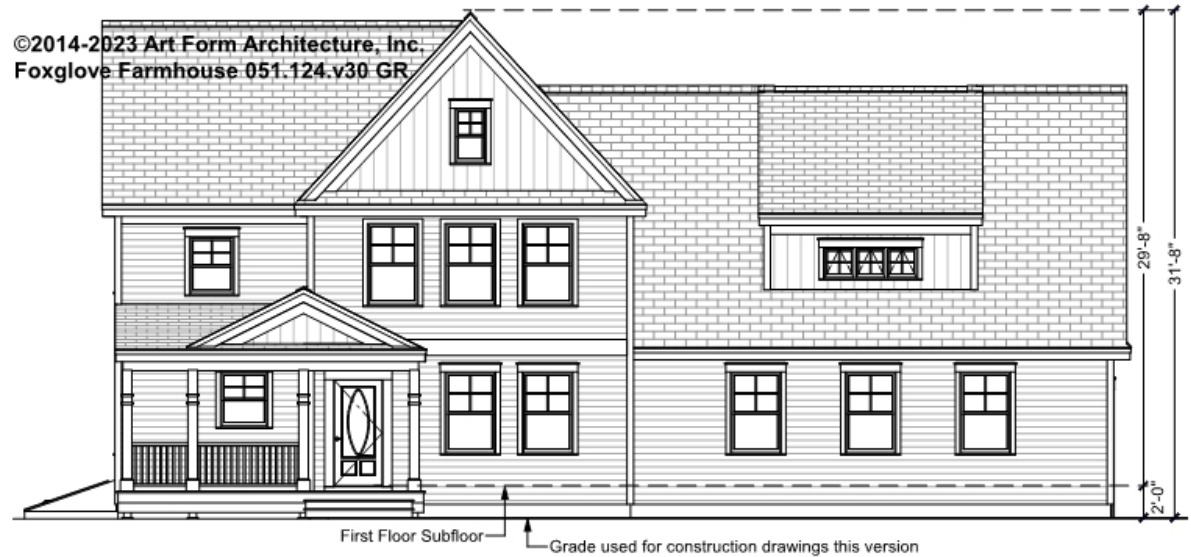 ©2014-2023 Art Form Architecture, Inc.
Foxglove Farmhouse 051.124.v30 GR
29'-8"
31'-8"
2'-0"
First Floor Subfloor
Grade used for construction drawings this version